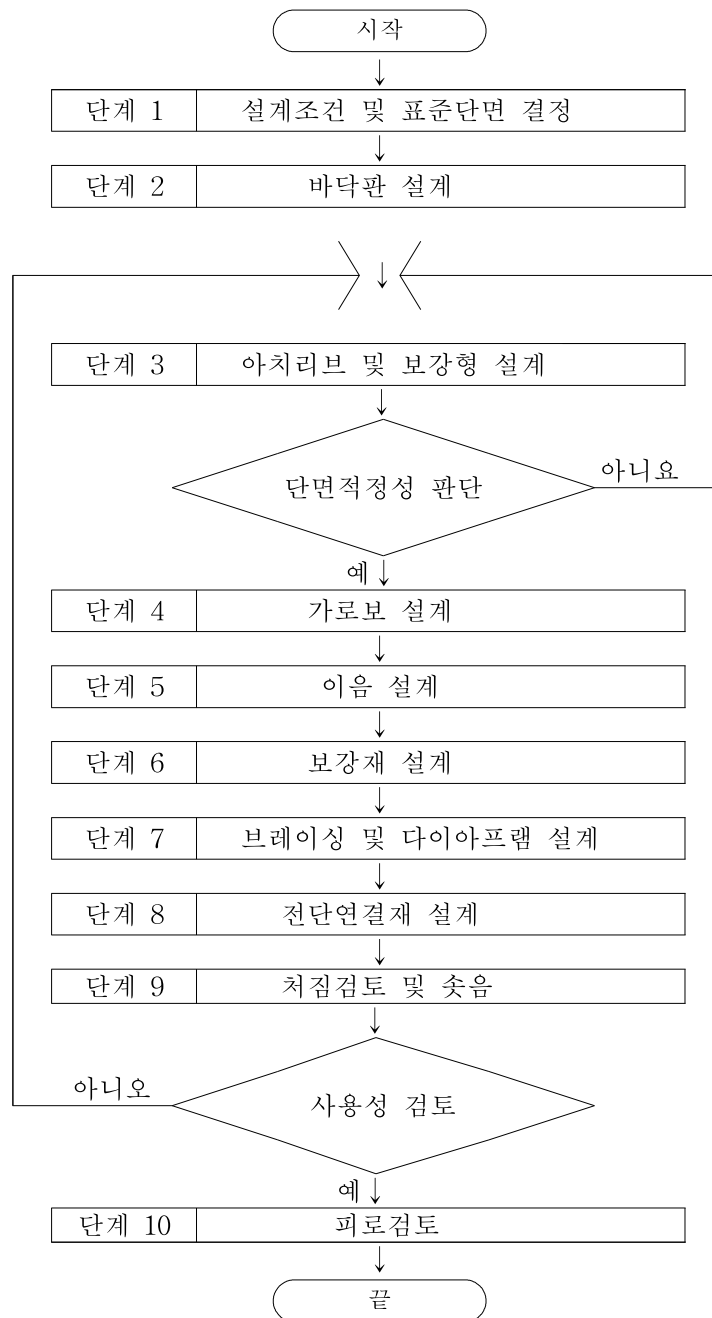 시작
단계 1 설계조건 및 표준단면 결정
단계 2 바닥판 설계
단계 3 아치리브 및 보강형 설계
단면적정성 판단
아니요
예
단계 4 가로보 설계
단계 5 이음 설계
단계 6 보강재 설계
단계 7 브레이싱 및 다이아프램 설계
단계 8 전단연결재 설계
단계 9 처짐검토 및 솟음
아니오
사용성 검토
예
단계 10 피로검토
끝